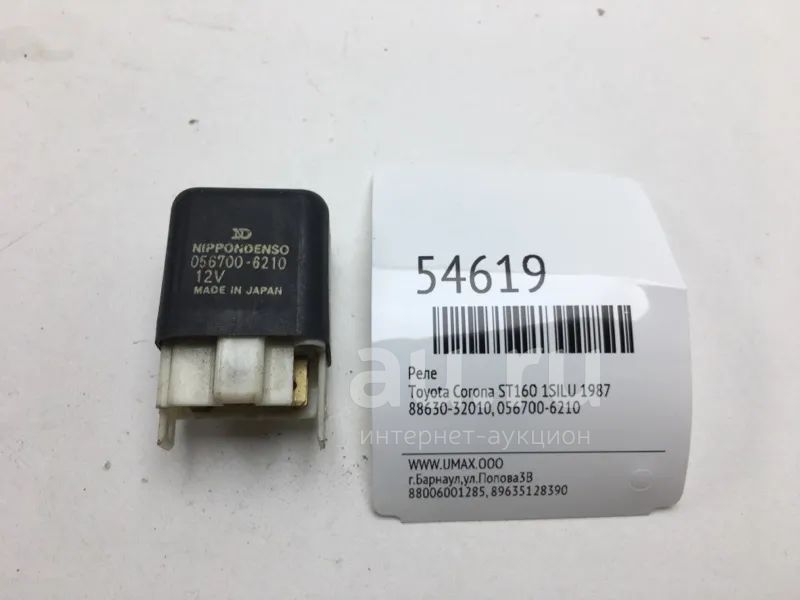 ND
NIPPONDENSO
056700-6210
12V
MADE IN JAPAN
54619
Реле
Toyota Corona ST160 1SILU 1987
88630-32010, 056700-6210
WWW.UMAX.OOO
г.Барнаул,ул.Попова3В
88006001285, 89635128390
au.ru
интернет-аукцион